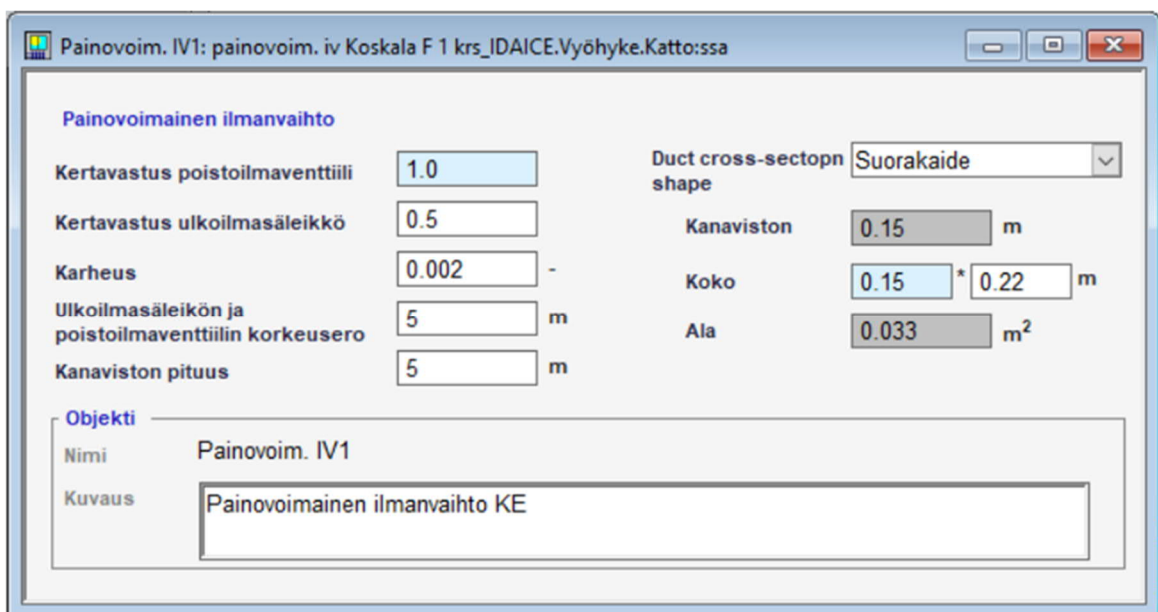 Painovoim. IV1: painovoim. iv Koskala F 1 krs_IDAICE.Vyöhyke.Katto:ssa
Painovoimainen ilmanvaihto
Kertavastus poistoilmaventtiili 1.0
Kertavastus ulkoilmasäleikkö 0.5
Karheus 0.002 -
Ulkoilmasäleikön ja
poistoilmaventtiilin korkeusero 5 m
Kanaviston pituus 5 m
Duct cross-sectopn Suorakaide
shape
Kanaviston 0.15 m
Koko 0.15 * 0.22 m
Ala 0.033 m²
Objekti
Nimi Painovoim. IV1
Kuvaus Painovoimainen ilmanvaihto KE